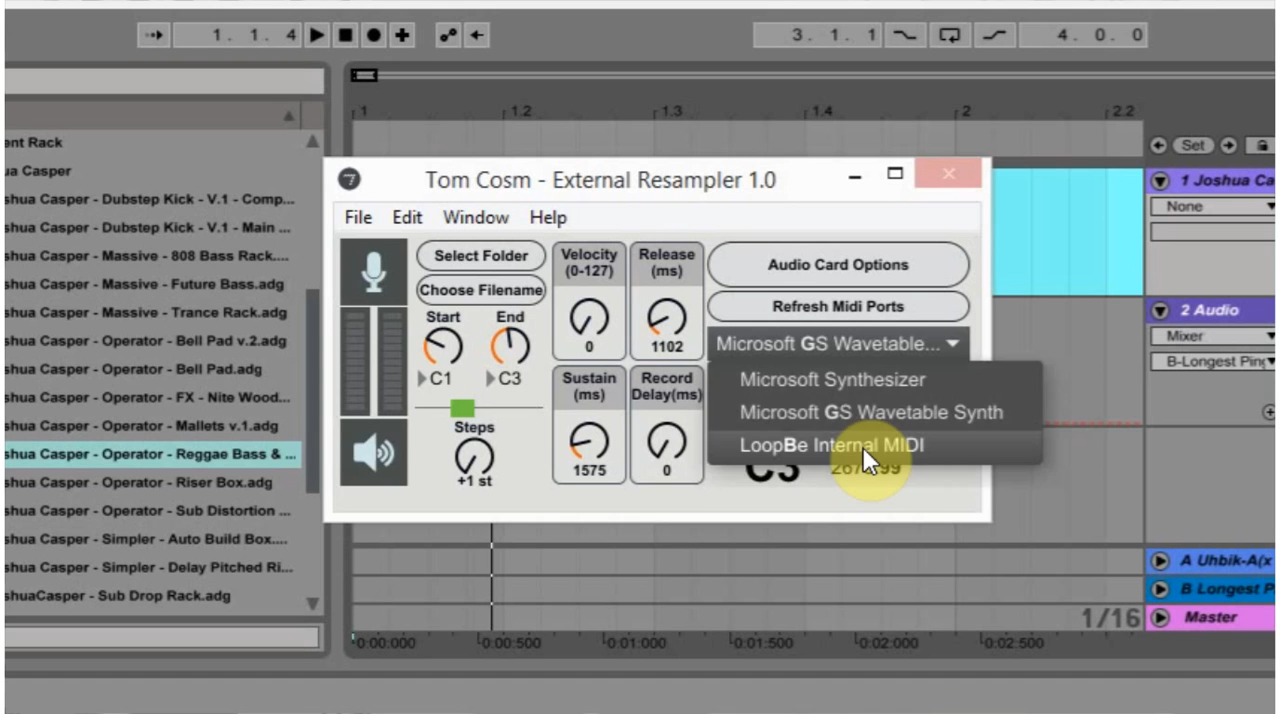 1. 1. 4
3. 1. 1
4. 0. 0
1
1.2
1.3
1.4
2
2.2
ent Rack
ua Casper
shua Casper - Dubstep Kick - V.1 - Comp...
shua Casper - Dubstep Kick - V.1 - Main ...
shua Casper - Massive - 808 Bass Rack....
shua Casper - Massive - Future Bass.adg
shua Casper - Massive - Trance Rack.adg
shua Casper - Operator - Bell Pad v.2.adg
shua Casper - Operator - Bell Pad.adg
shua Casper - Operator - FX - Nite Wood...
shua Casper - Operator - Mallets v.1.adg
shua Casper - Operator - Reggae Bass & ...
shua Casper - Operator - Riser Box.adg
shua Casper - Operator - Sub Distortion ...
shua Casper - Simpler - Auto Build Box....
shua Casper - Simpler - Delay Pitched Ri...
shuaCasper - Sub Drop Rack.adg
Tom Cosm - External Resampler 1.0
File Edit Window Help
Select Folder
Choose Filename
Start End
C1 C3
Steps
+1 st
Velocity
(0-127)
0
Release
(ms)
1102
Sustain
(ms)
1575
Record
Delay(ms)
0
Audio Card Options
Refresh Midi Ports
Microsoft GS Wavetable...
Microsoft Synthesizer
Microsoft GS Wavetable Synth
LoopBe Internal MIDI
C3
Set
1 Joshua Ca
None
2 Audio
Mixer
B-Longest Ping
A Uhbik-A(x
B Longest P
1/16
Master
0:00:000
0:00:500
0:01:000
0:01:500
0:02:000
0:02:500